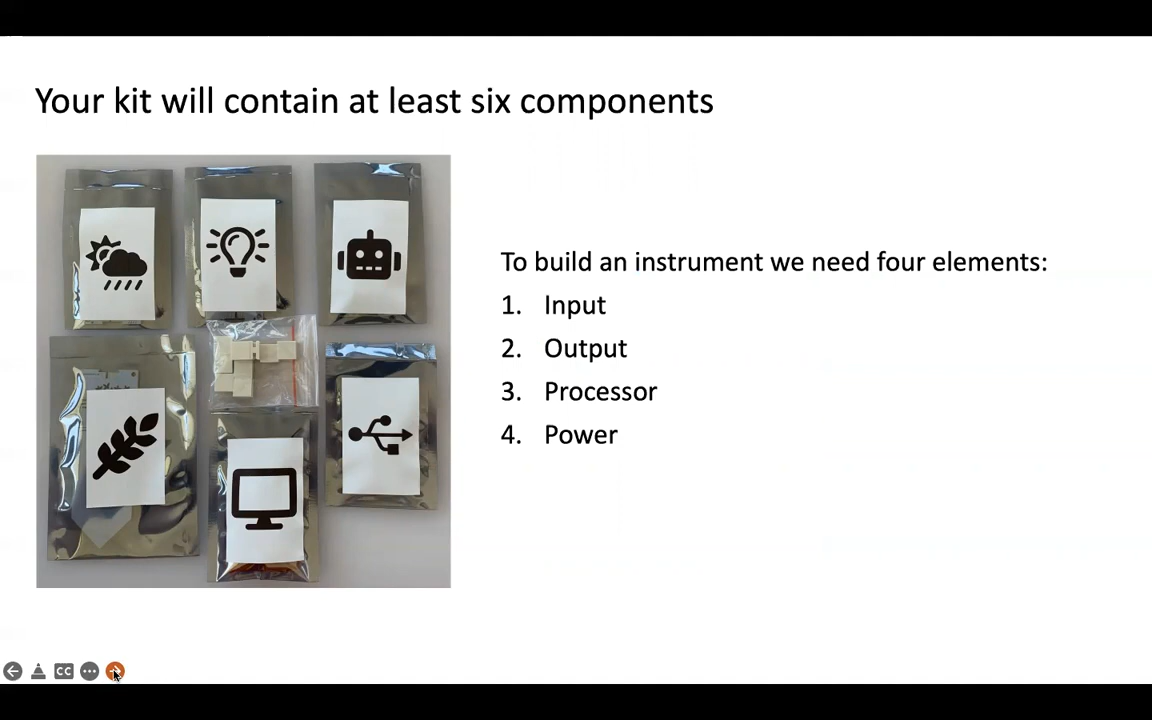 Your kit will contain at least six components
To build an instrument we need four elements:
1. Input
2. Output
3. Processor
4. Power
CC